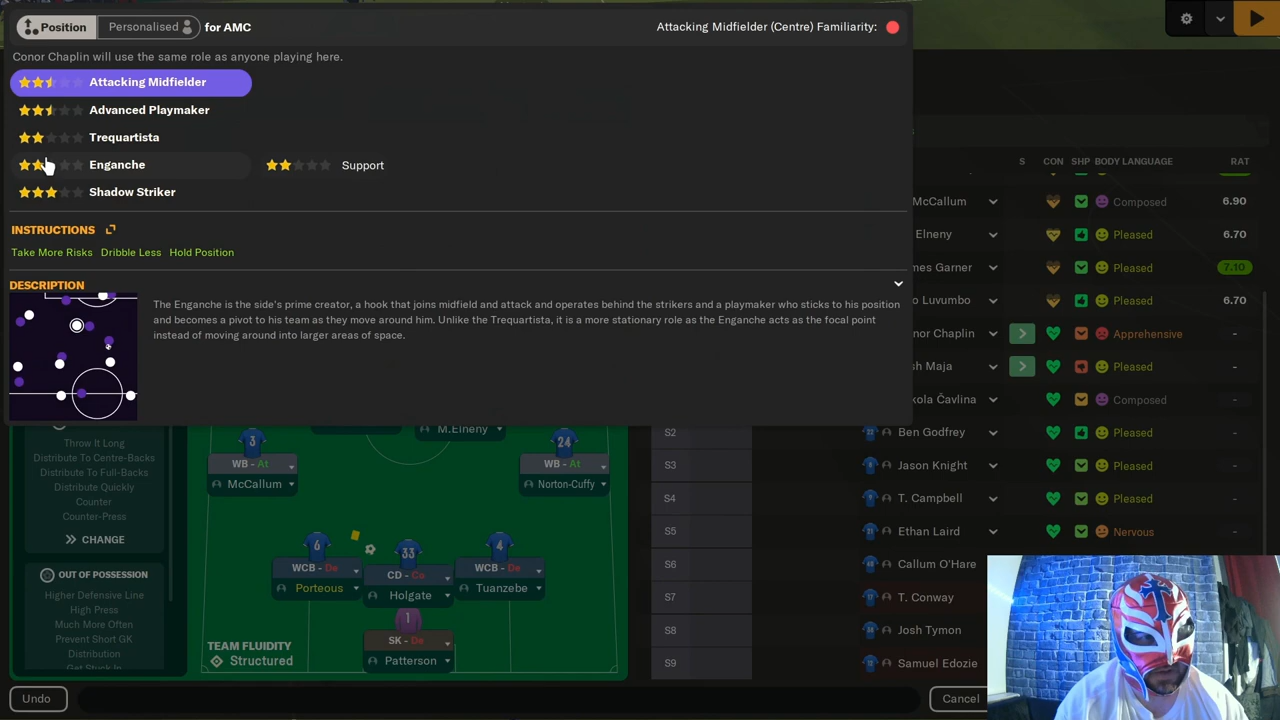 Position
Personalised
for AMC
Attacking Midfielder (Centre) Familiarity:
Conor Chaplin will use the same role as anyone playing here.
Attacking Midfielder
Advanced Playmaker
Trequartista
Enganche
Support
Shadow Striker
INSTRUCTIONS
Take More Risks Dribble Less Hold Position
DESCRIPTION
The Enganche is the side's prime creator, a hook that joins midfield and attack and operates behind the strikers and a playmaker who sticks to his position
and becomes a pivot to his team as they move around him. Unlike the Trequartista, it is a more stationary role as the Enganche acts as the focal point
instead of moving around into larger areas of space.
S CON SHP BODY LANGUAGE RAT
McCallum Composed 6.90
Elneny Pleased 6.70
mes Garner Pleased 7.10
o Luvumbo Pleased 6.70
nor Chaplin Apprehensive -
sh Maja Pleased -
kola Čavlina Composed -
S2 Ben Godfrey Pleased -
S3 Jason Knight Pleased -
S4 T. Campbell Pleased -
S5 Ethan Laird Nervous -
S6 Callum O'Hare
S7 T. Conway
S8 Josh Tymon
S9 Samuel Edozie
Throw It Long
Distribute To Centre-Backs
Distribute To Full-Backs
Distribute Quickly
Counter
Counter-Press
CHANGE
OUT OF POSSESSION
Higher Defensive Line
High Press
Much More Often
Prevent Short GK
Distribution
Get Stuck In
M.Elneny
3
WB - At
McCallum
24
WB - At
Norton-Cuffy
6
WCB - De
Porteous
33
CD - Co
Holgate
4
WCB - De
Tuanzebe
1
SK - De
Patterson
TEAM FLUIDITY
Structured
Undo
Cancel